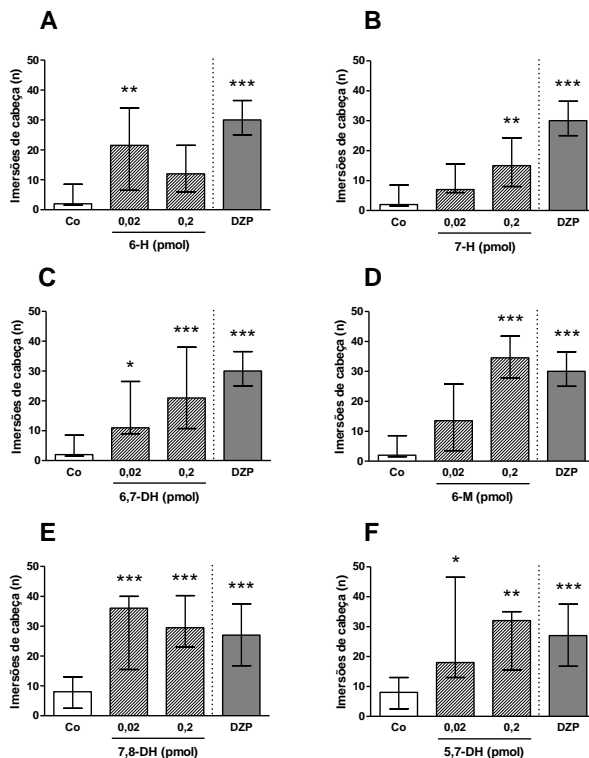 A
Imersões de cabeça (n)
50
40
30
20
10
0
**
***
Co
0,02
0,2
DZP
6-H (pmol)
B
Imersões de cabeça (n)
50
40
30
20
10
0
**
***
Co
0,02
0,2
DZP
7-H (pmol)
C
Imersões de cabeça (n)
50
40
30
20
10
0
*
***
***
Co
0,02
0,2
DZP
6,7-DH (pmol)
D
Imersões de cabeça (n)
50
40
30
20
10
0
***
***
Co
0,02
0,2
DZP
6-M (pmol)
E
Imersões de cabeça (n)
50
40
30
20
10
0
***
***
***
Co
0,02
0,2
DZP
7,8-DH (pmol)
F
Imersões de cabeça (n)
50
40
30
20
10
0
*
**
***
Co
0,02
0,2
DZP
5,7-DH (pmol)